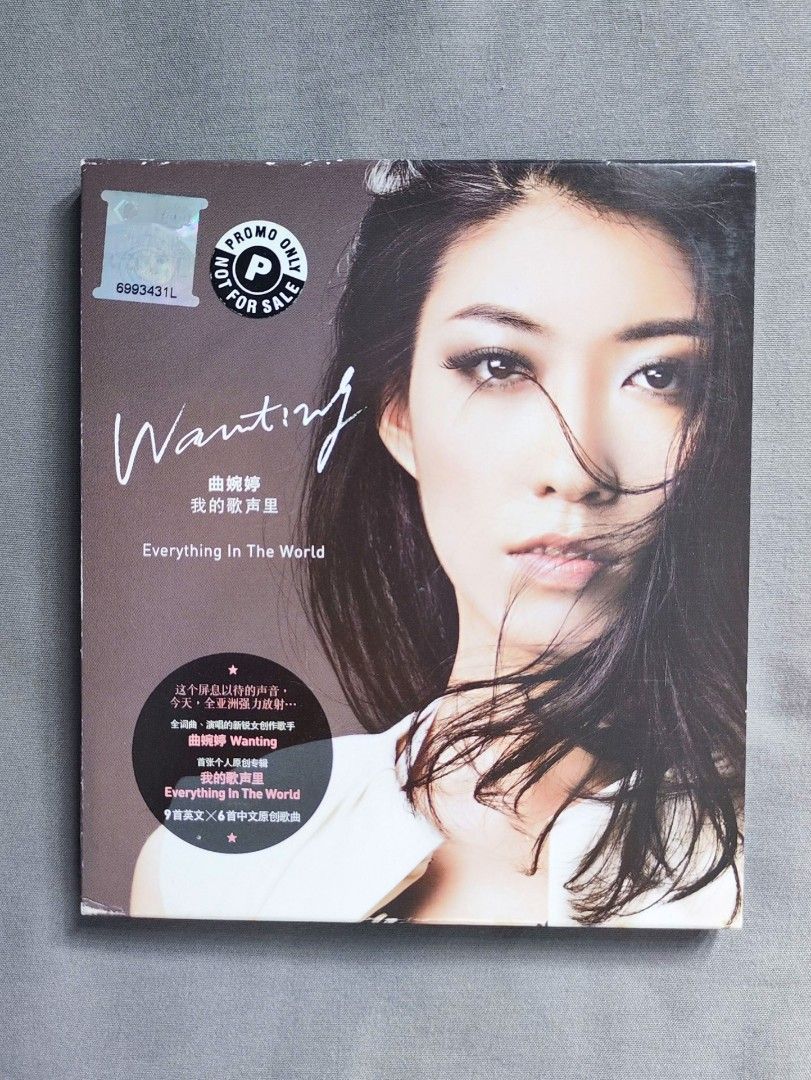 6993431L
PROMO ONLY
P
NOT FOR SALE
Wanting
曲婉婷
我的歌声里
Everything In The World
这个屏息以待的声音，
今天，全亚洲强力放射…
全词曲、演唱的新锐女创作歌手
曲婉婷 Wanting
首张个人原创专辑
我的歌声里
Everything In The World
9首英文×6首中文原创歌曲